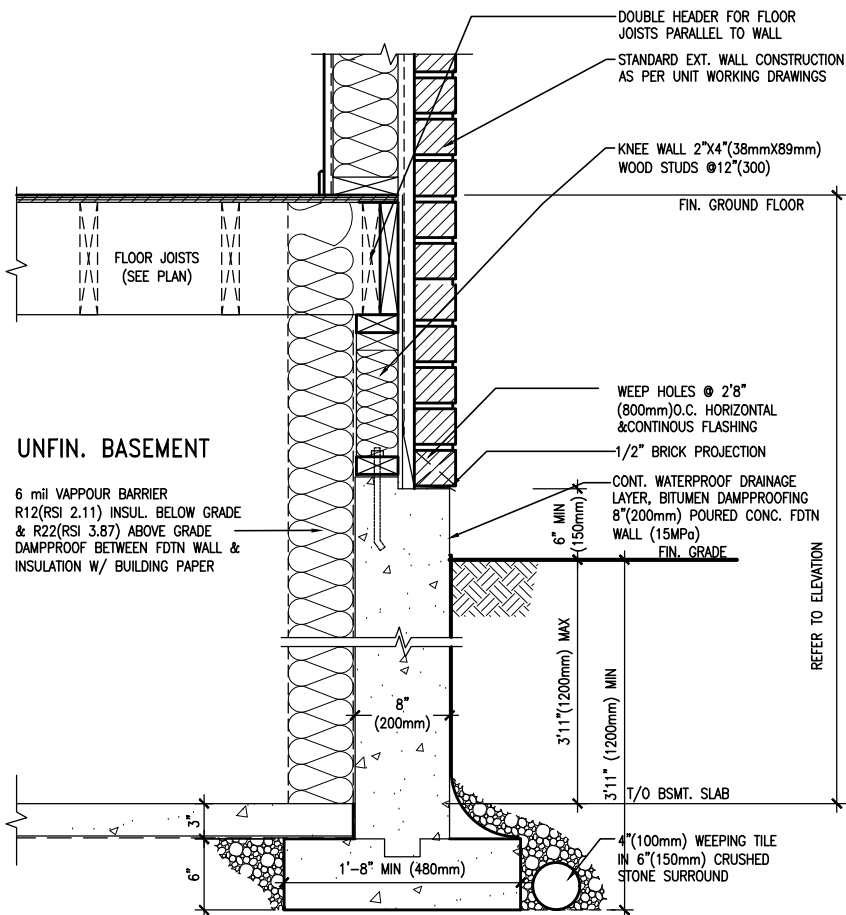 DOUBLE HEADER FOR FLOOR
JOISTS PARALLEL TO WALL
STANDARD EXT. WALL CONSTRUCTION
AS PER UNIT WORKING DRAWINGS
KNEE WALL 2"X4"(38mmX89mm)
WOOD STUDS @12"(300)
FIN. GROUND FLOOR
FLOOR JOISTS
(SEE PLAN)
WEEP HOLES @ 2'8"
(800mm)O.C. HORIZONTAL
&CONTINOUS FLASHING
1/2" BRICK PROJECTION
UNFIN. BASEMENT
6 mil VAPPOUR BARRIER
R12(RSI 2.11) INSUL. BELOW GRADE
& R22(RSI 3.87) ABOVE GRADE
DAMPPROOF BETWEEN FDTN WALL &
INSULATION W/ BUILDING PAPER
CONT. WATERPROOF DRAINAGE
LAYER, BITUMEN DAMPPROOFING
8"(200mm) POURED CONC. FDTN
WALL (15MPa)
6" MIN
(150mm)
FIN. GRADE
REFER TO ELEVATION
8"
(200mm)
3'11"(1200mm) MAX
3'11" (1200mm) MIN
T/O BSMT. SLAB
3"
6"
1'-8" MIN (480mm)
4"(100mm) WEEPING TILE
IN 6"(150mm) CRUSHED
STONE SURROUND